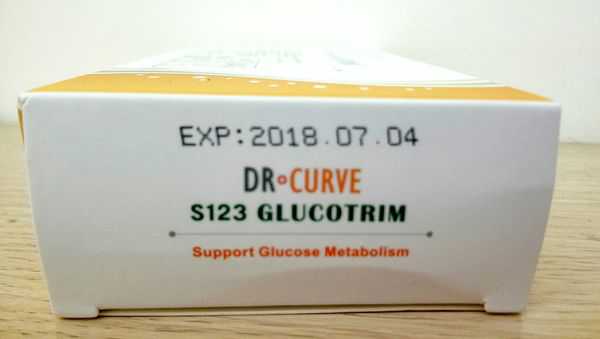 EXP:2018.07.04
DR•CURVE
S123 GLUCOTRIM
Support Glucose Metabolism